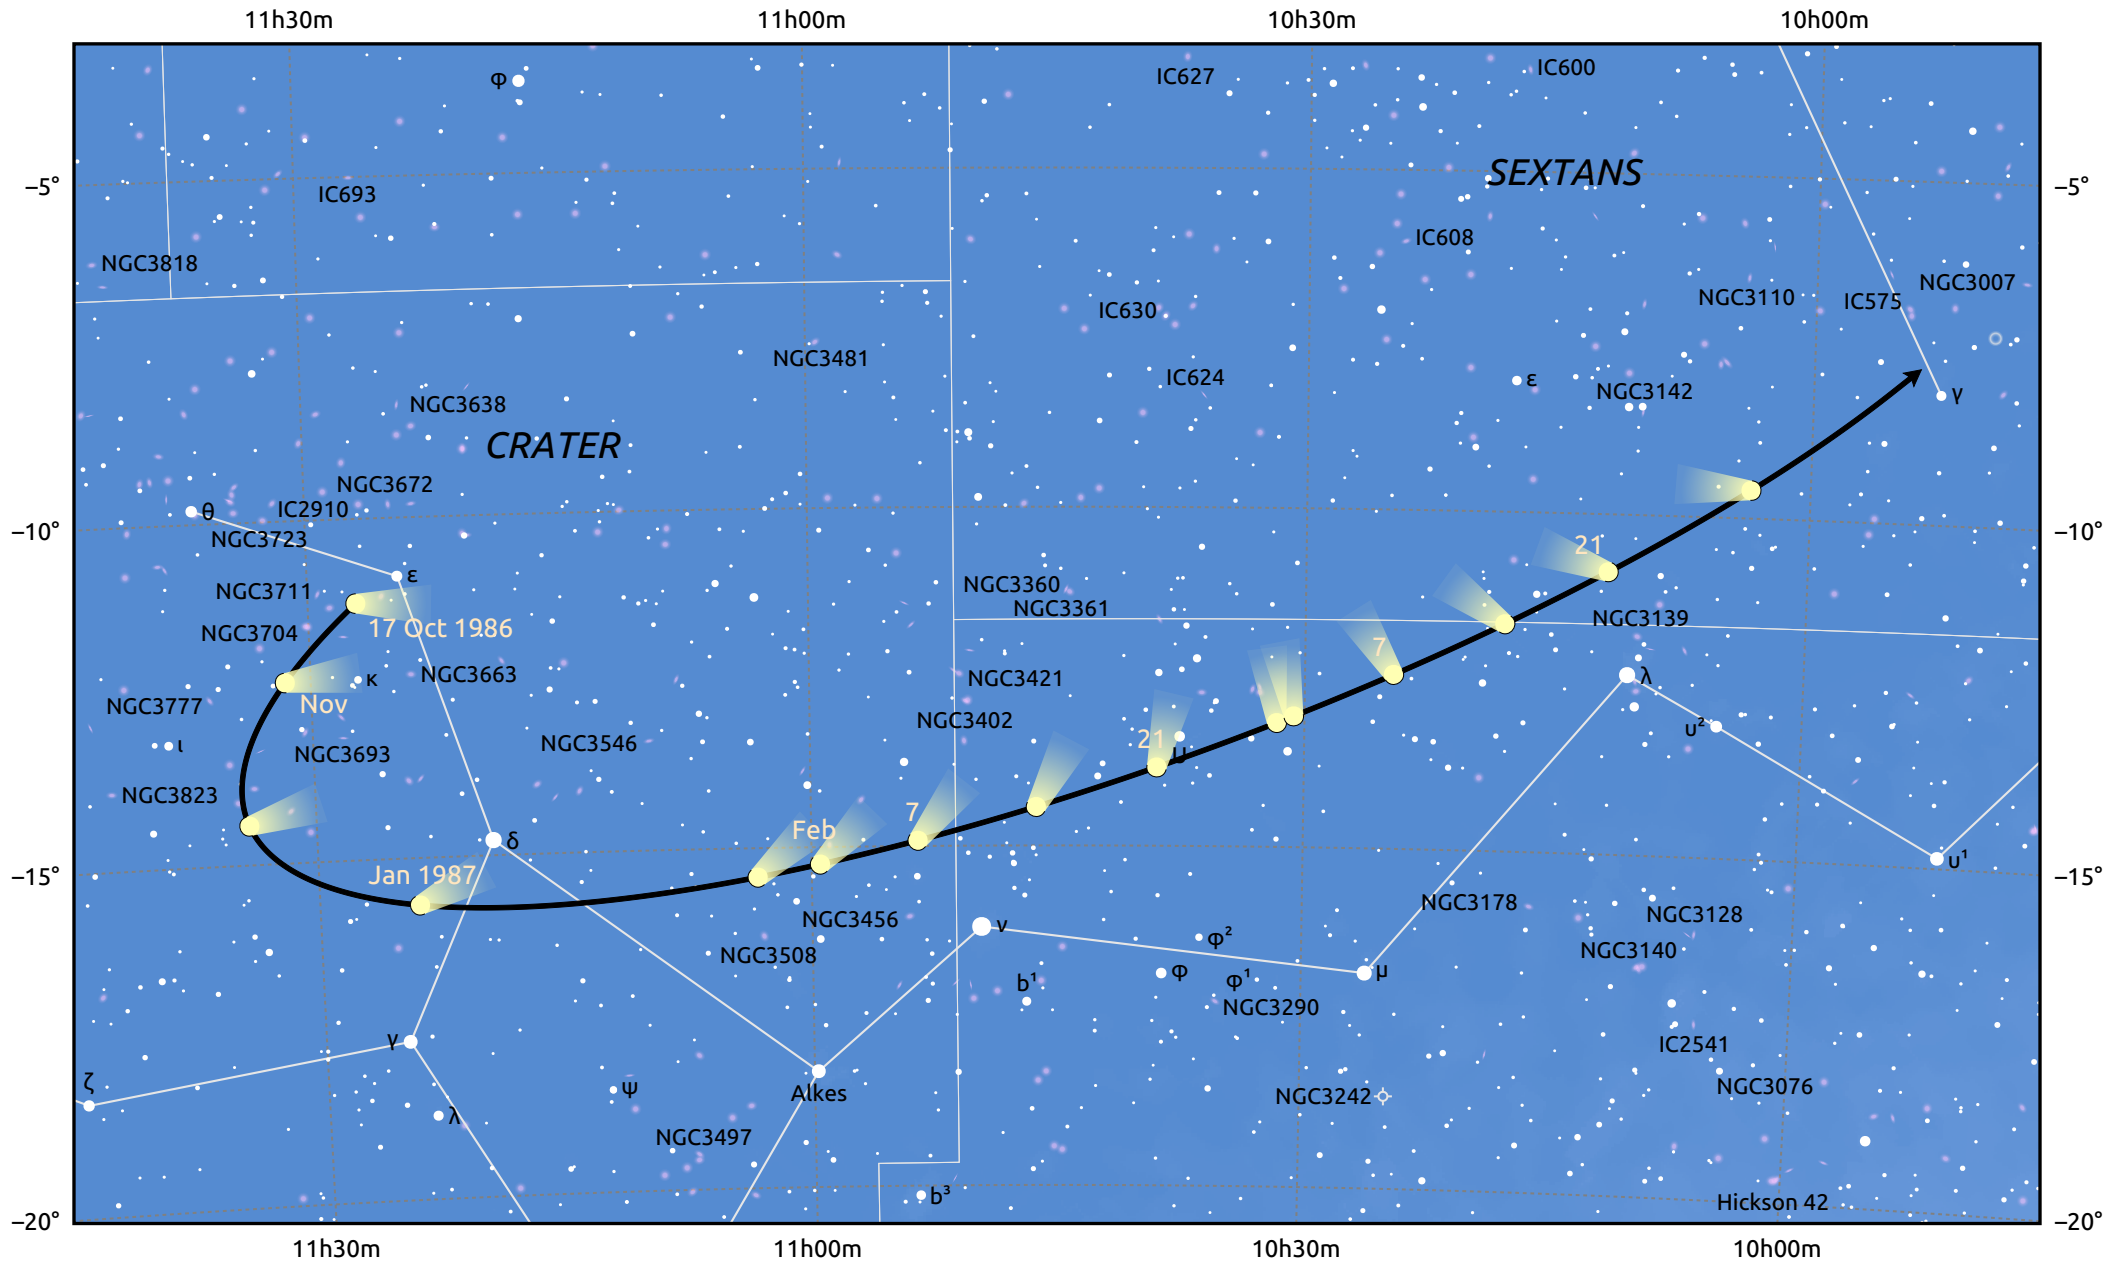 11h30m 11h00m 10h30m 10h00m
φ
IC627
IC600
SEXTANS
−5° −5°
IC693
IC608
NGC3818
NGC3007
NGC3110
IC575
IC630
NGC3481
IC624
ε
NGC3142
γ
NGC3638
CRATER
NGC3672
IC2910
θ
−10° −10°
NGC3723
21
ε
NGC3360
NGC3711
NGC3361
NGC3139
17 Oct 1986
NGC3704
7
NGC3663
κ
NGC3421
λ
Nov
NGC3777
NGC3402
υ²
ι
NGC3546
21
μ
NGC3693
NGC3823
7
Feb
δ
υ¹
Jan 1987
−15° −15°
NGC3178
NGC3456
NGC3128
ν
φ²
NGC3508
NGC3140
φ
μ
b¹
φ¹
NGC3290
γ
IC2541
ζ
ψ
NGC3076
Alkes
NGC3242
λ
NGC3497
b³
Hickson 42
−20° −20°
11h30m 11h00m 10h30m 10h00m